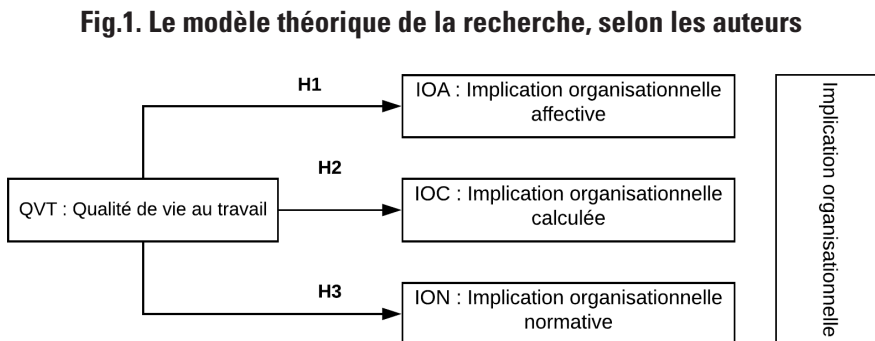 Fig.1. Le modèle théorique de la recherche, selon les auteurs
H1
IOA : Implication organisationnelle
affective
H2
QVT : Qualité de vie au travail
IOC : Implication organisationnelle
calculée
H3
ION : Implication organisationnelle
normative
Implication organisationnelle